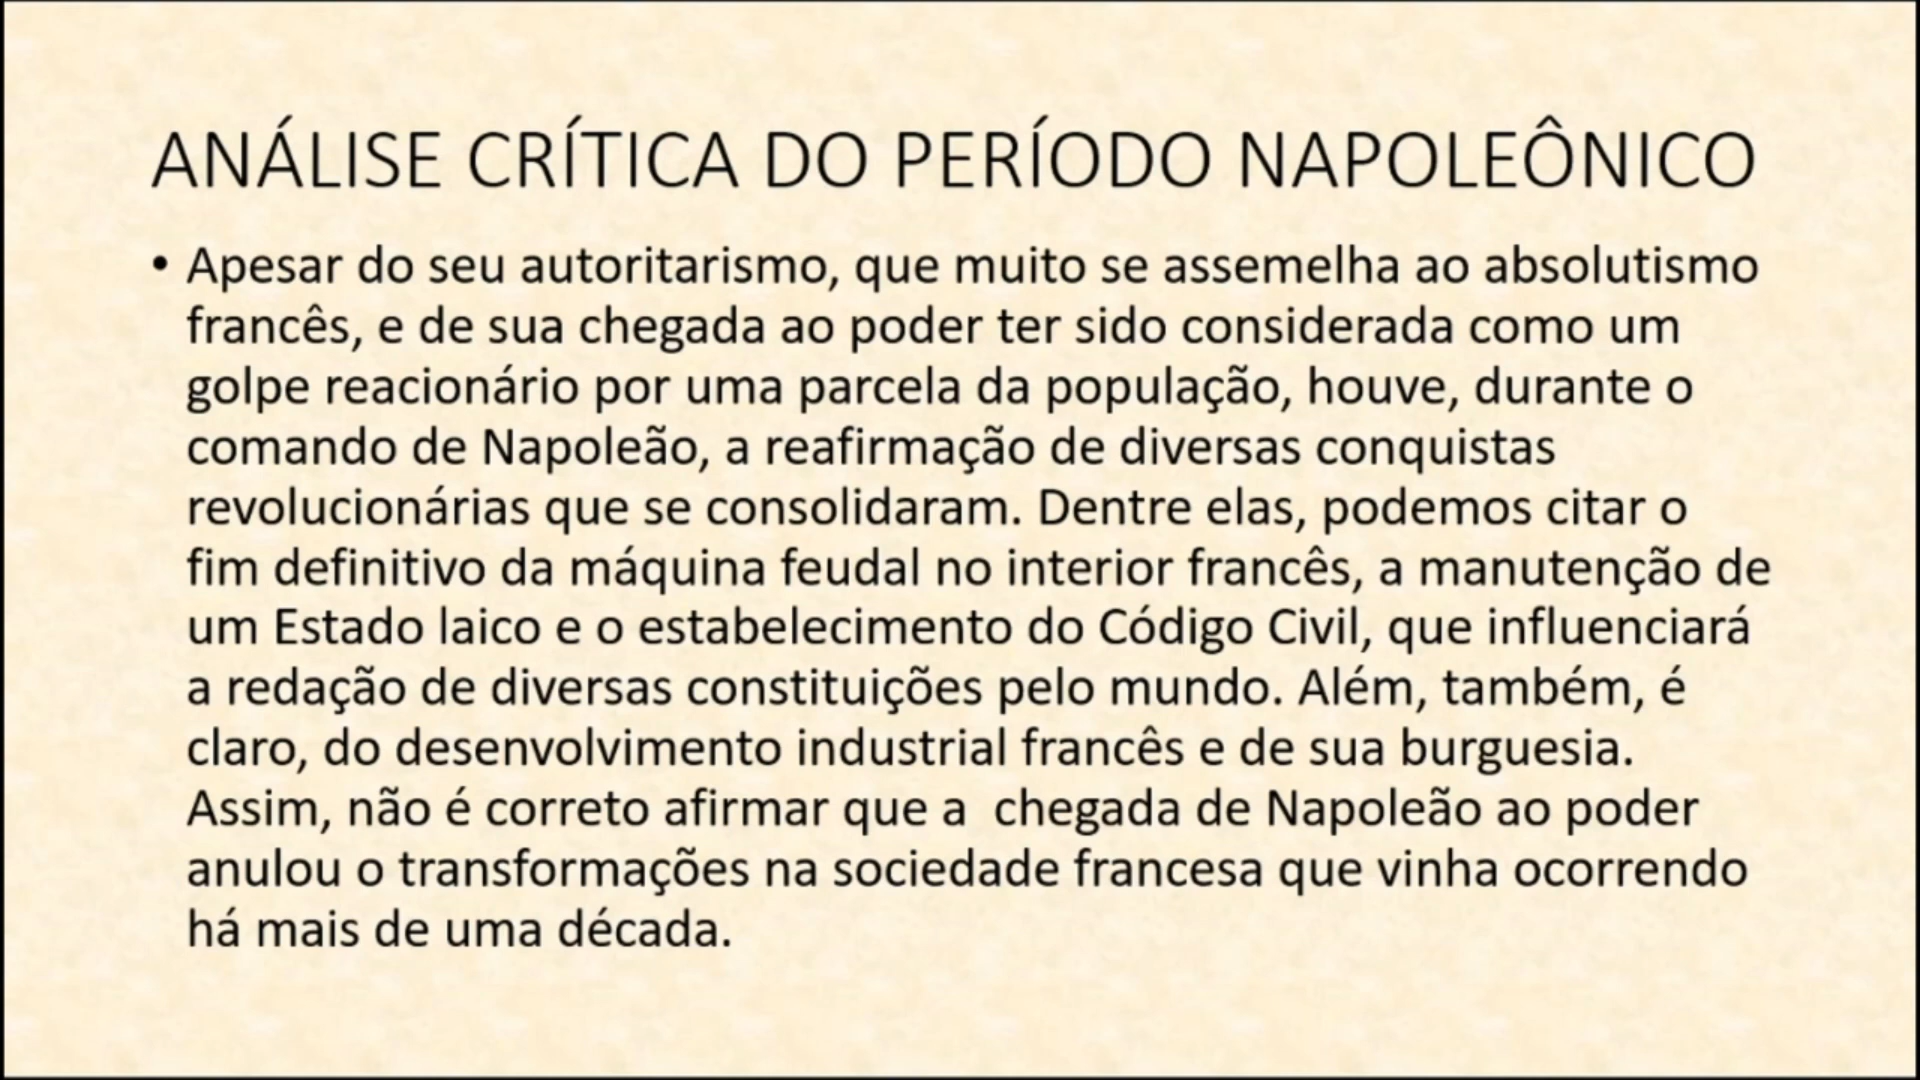 ANÁLISE CRÍTICA DO PERÍODO NAPOLEÔNICO
• Apesar do seu autoritarismo, que muito se assemelha ao absolutismo
francês, e de sua chegada ao poder ter sido considerada como um
golpe reacionário por uma parcela da população, houve, durante o
comando de Napoleão, a reafirmação de diversas conquistas
revolucionárias que se consolidaram. Dentre elas, podemos citar o
fim definitivo da máquina feudal no interior francês, a manutenção de
um Estado laico e o estabelecimento do Código Civil, que influenciará
a redação de diversas constituições pelo mundo. Além, também, é
claro, do desenvolvimento industrial francês e de sua burguesia.
Assim, não é correto afirmar que a  chegada de Napoleão ao poder
anulou o transformações na sociedade francesa que vinha ocorrendo
há mais de uma década.